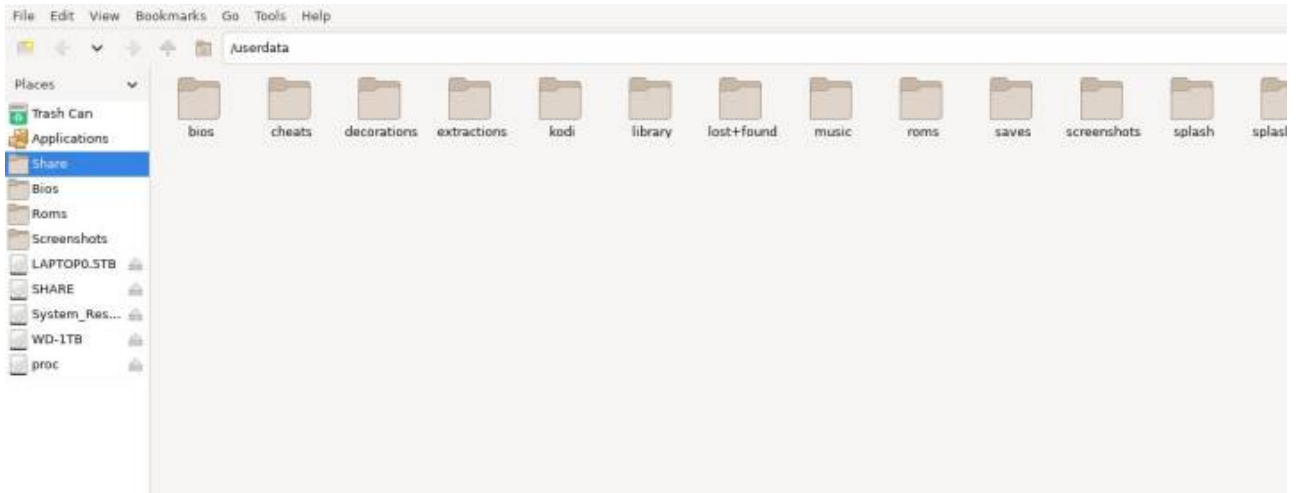 File Edit View Bookmarks Go Tools Help
/userdata
Places
Trash Can
Applications
Share
Bios
Roms
Screenshots
LAPTOP0.5TB
SHARE
System_Res...
WD-1TB
proc
bios cheats decorations extractions kodi library lost+found music roms saves screenshots splash splash